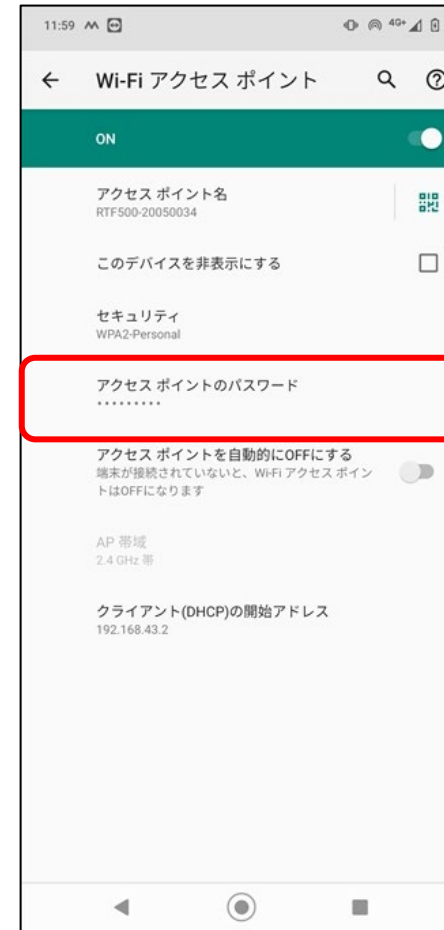 11:59
4G+
Wi-Fi アクセス ポイント
ON
アクセス ポイント名
RTF500-20050034
このデバイスを非表示にする
セキュリティ
WPA2-Personal
アクセス ポイントのパスワード
•••••••••
アクセス ポイントを自動的にOFFにする
端末が接続されていないと、Wi-Fi アクセス ポイン
トはOFFになります
AP 帯域
2.4 GHz 帯
クライアント(DHCP)の開始アドレス
192.168.43.2